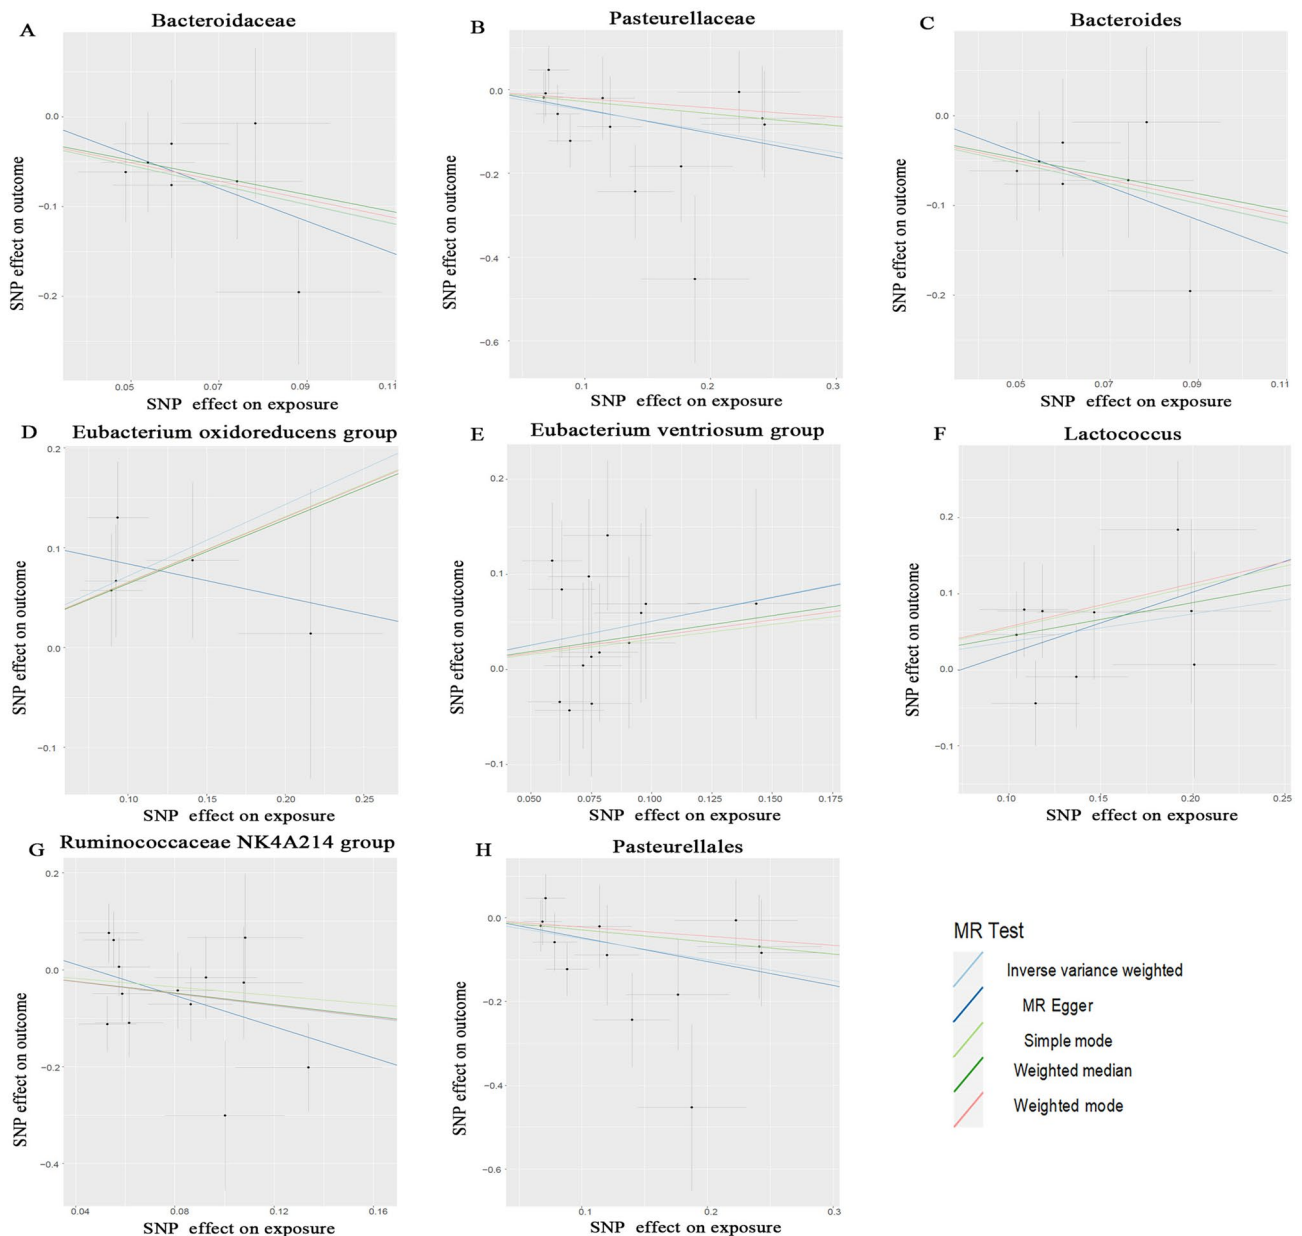 A Bacteroidaceae
0.0
−0.1
−0.2
SNP effect on outcome
0.05 0.07 0.09 0.11
SNP effect on exposure
B Pasteurellaceae
0.0
−0.2
−0.4
−0.6
SNP effect on outcome
0.1 0.2 0.3
SNP effect on exposure
C Bacteroides
0.0
−0.1
−0.2
SNP effect on outcome
0.05 0.07 0.09 0.11
SNP effect on exposure
D Eubacterium oxidoreducens group
0.2
0.1
0.0
−0.1
SNP effect on outcome
0.10 0.15 0.20 0.25
SNP effect on exposure
E Eubacterium ventriosum group
0.2
0.1
0.0
−0.1
SNP effect on outcome
0.050 0.075 0.100 0.125 0.150 0.175
SNP effect on exposure
F Lactococcus
0.2
0.1
0.0
−0.1
SNP effect on outcome
0.10 0.15 0.20 0.25
SNP effect on exposure
G Ruminococcaceae NK4A214 group
0.2
0.0
−0.2
−0.4
SNP effect on outcome
0.04 0.08 0.12 0.16
SNP effect on exposure
H Pasteurellales
0.0
−0.2
−0.4
−0.6
SNP effect on outcome
0.1 0.2 0.3
SNP effect on exposure
MR Test
Inverse variance weighted
MR Egger
Simple mode
Weighted median
Weighted mode